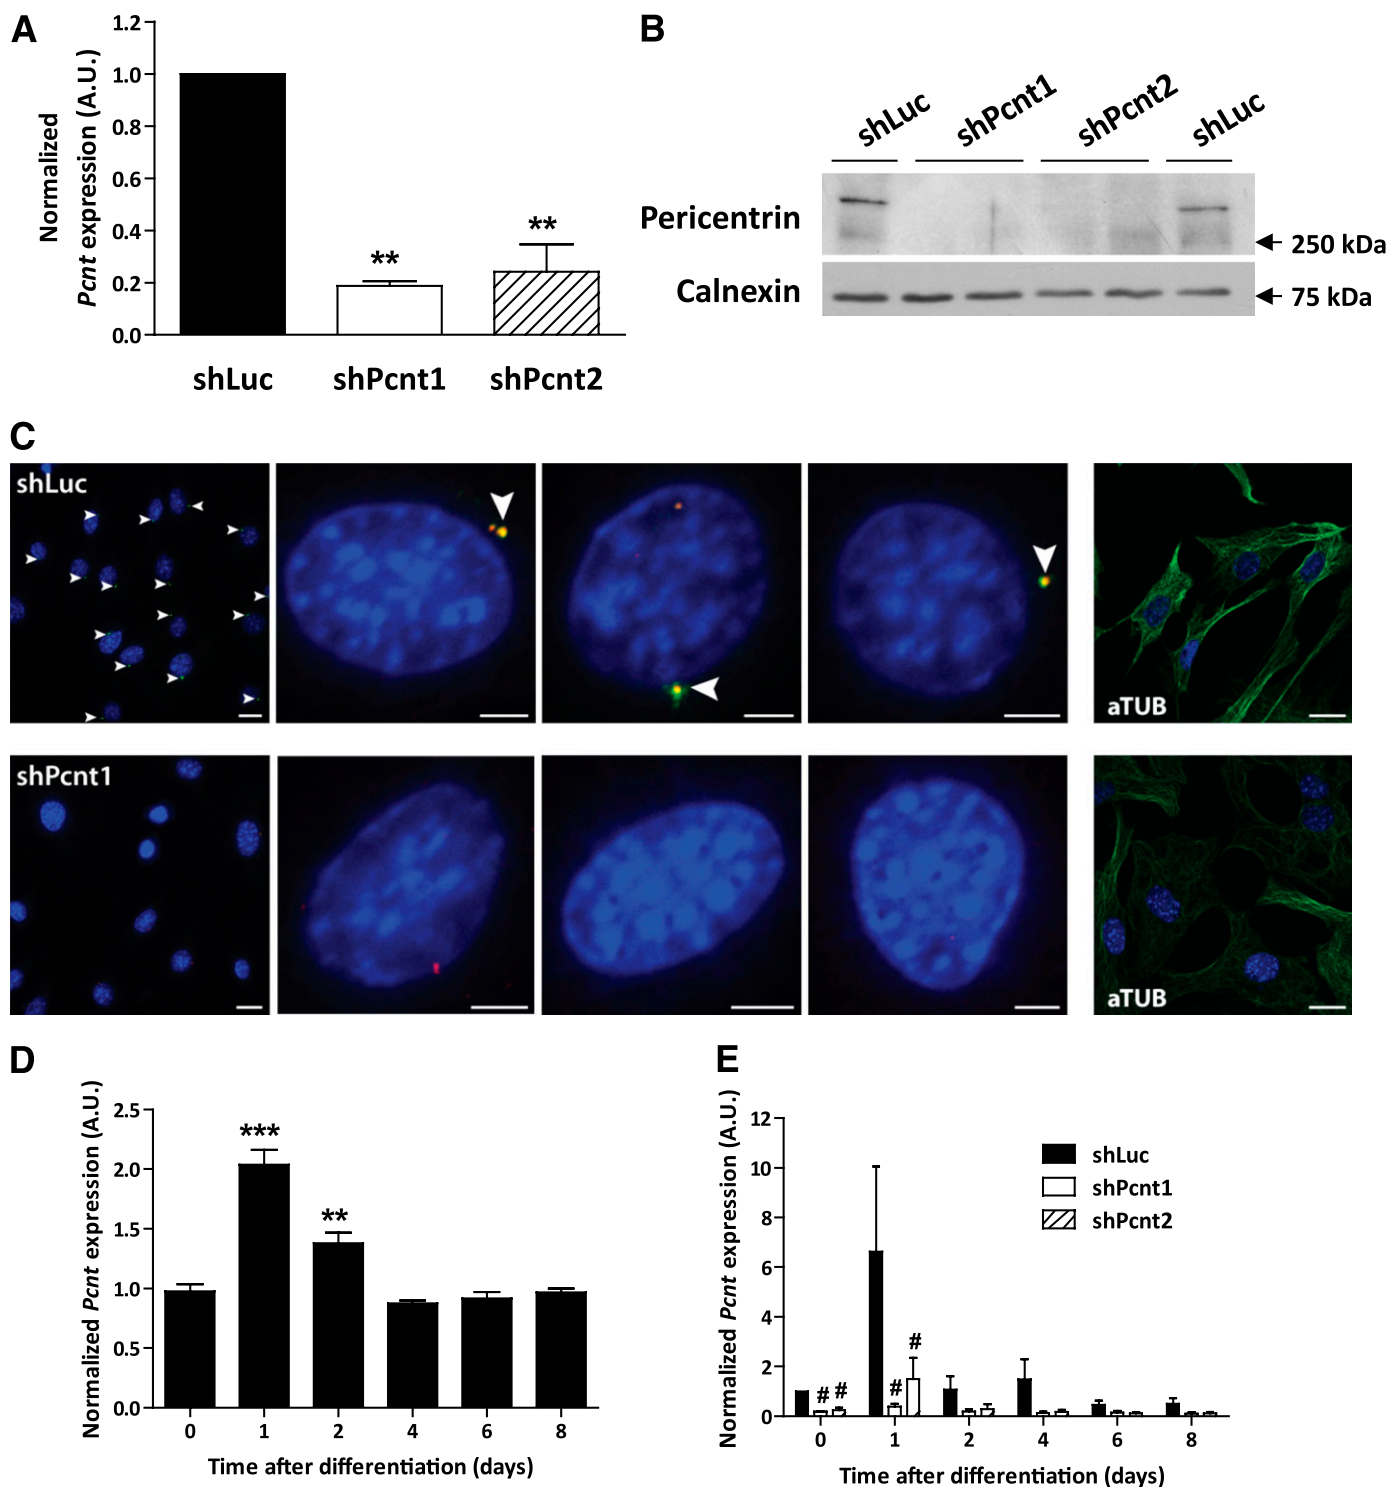 A
1.2
1.0
0.8
0.6
0.4
0.2
0.0
Normalized
Pcnt expression (A.U.)
**
**
shLuc
shPcnt1
shPcnt2
B
shLuc
shPcnt1
shPcnt2
shLuc
Pericentrin
250 kDa
Calnexin
75 kDa
C
shLuc
aTUB
shPcnt1
aTUB
D
Normalized Pcnt expression (A.U.)
2.5
2.0
1.5
1.0
0.5
0.0
***
**
0 1 2 4 6 8
Time after differentiation (days)
E
Normalized Pcnt expression (A.U.)
12
10
8
6
4
2
0
shLuc
shPcnt1
shPcnt2
# # # #
0 1 2 4 6 8
Time after differentiation (days)